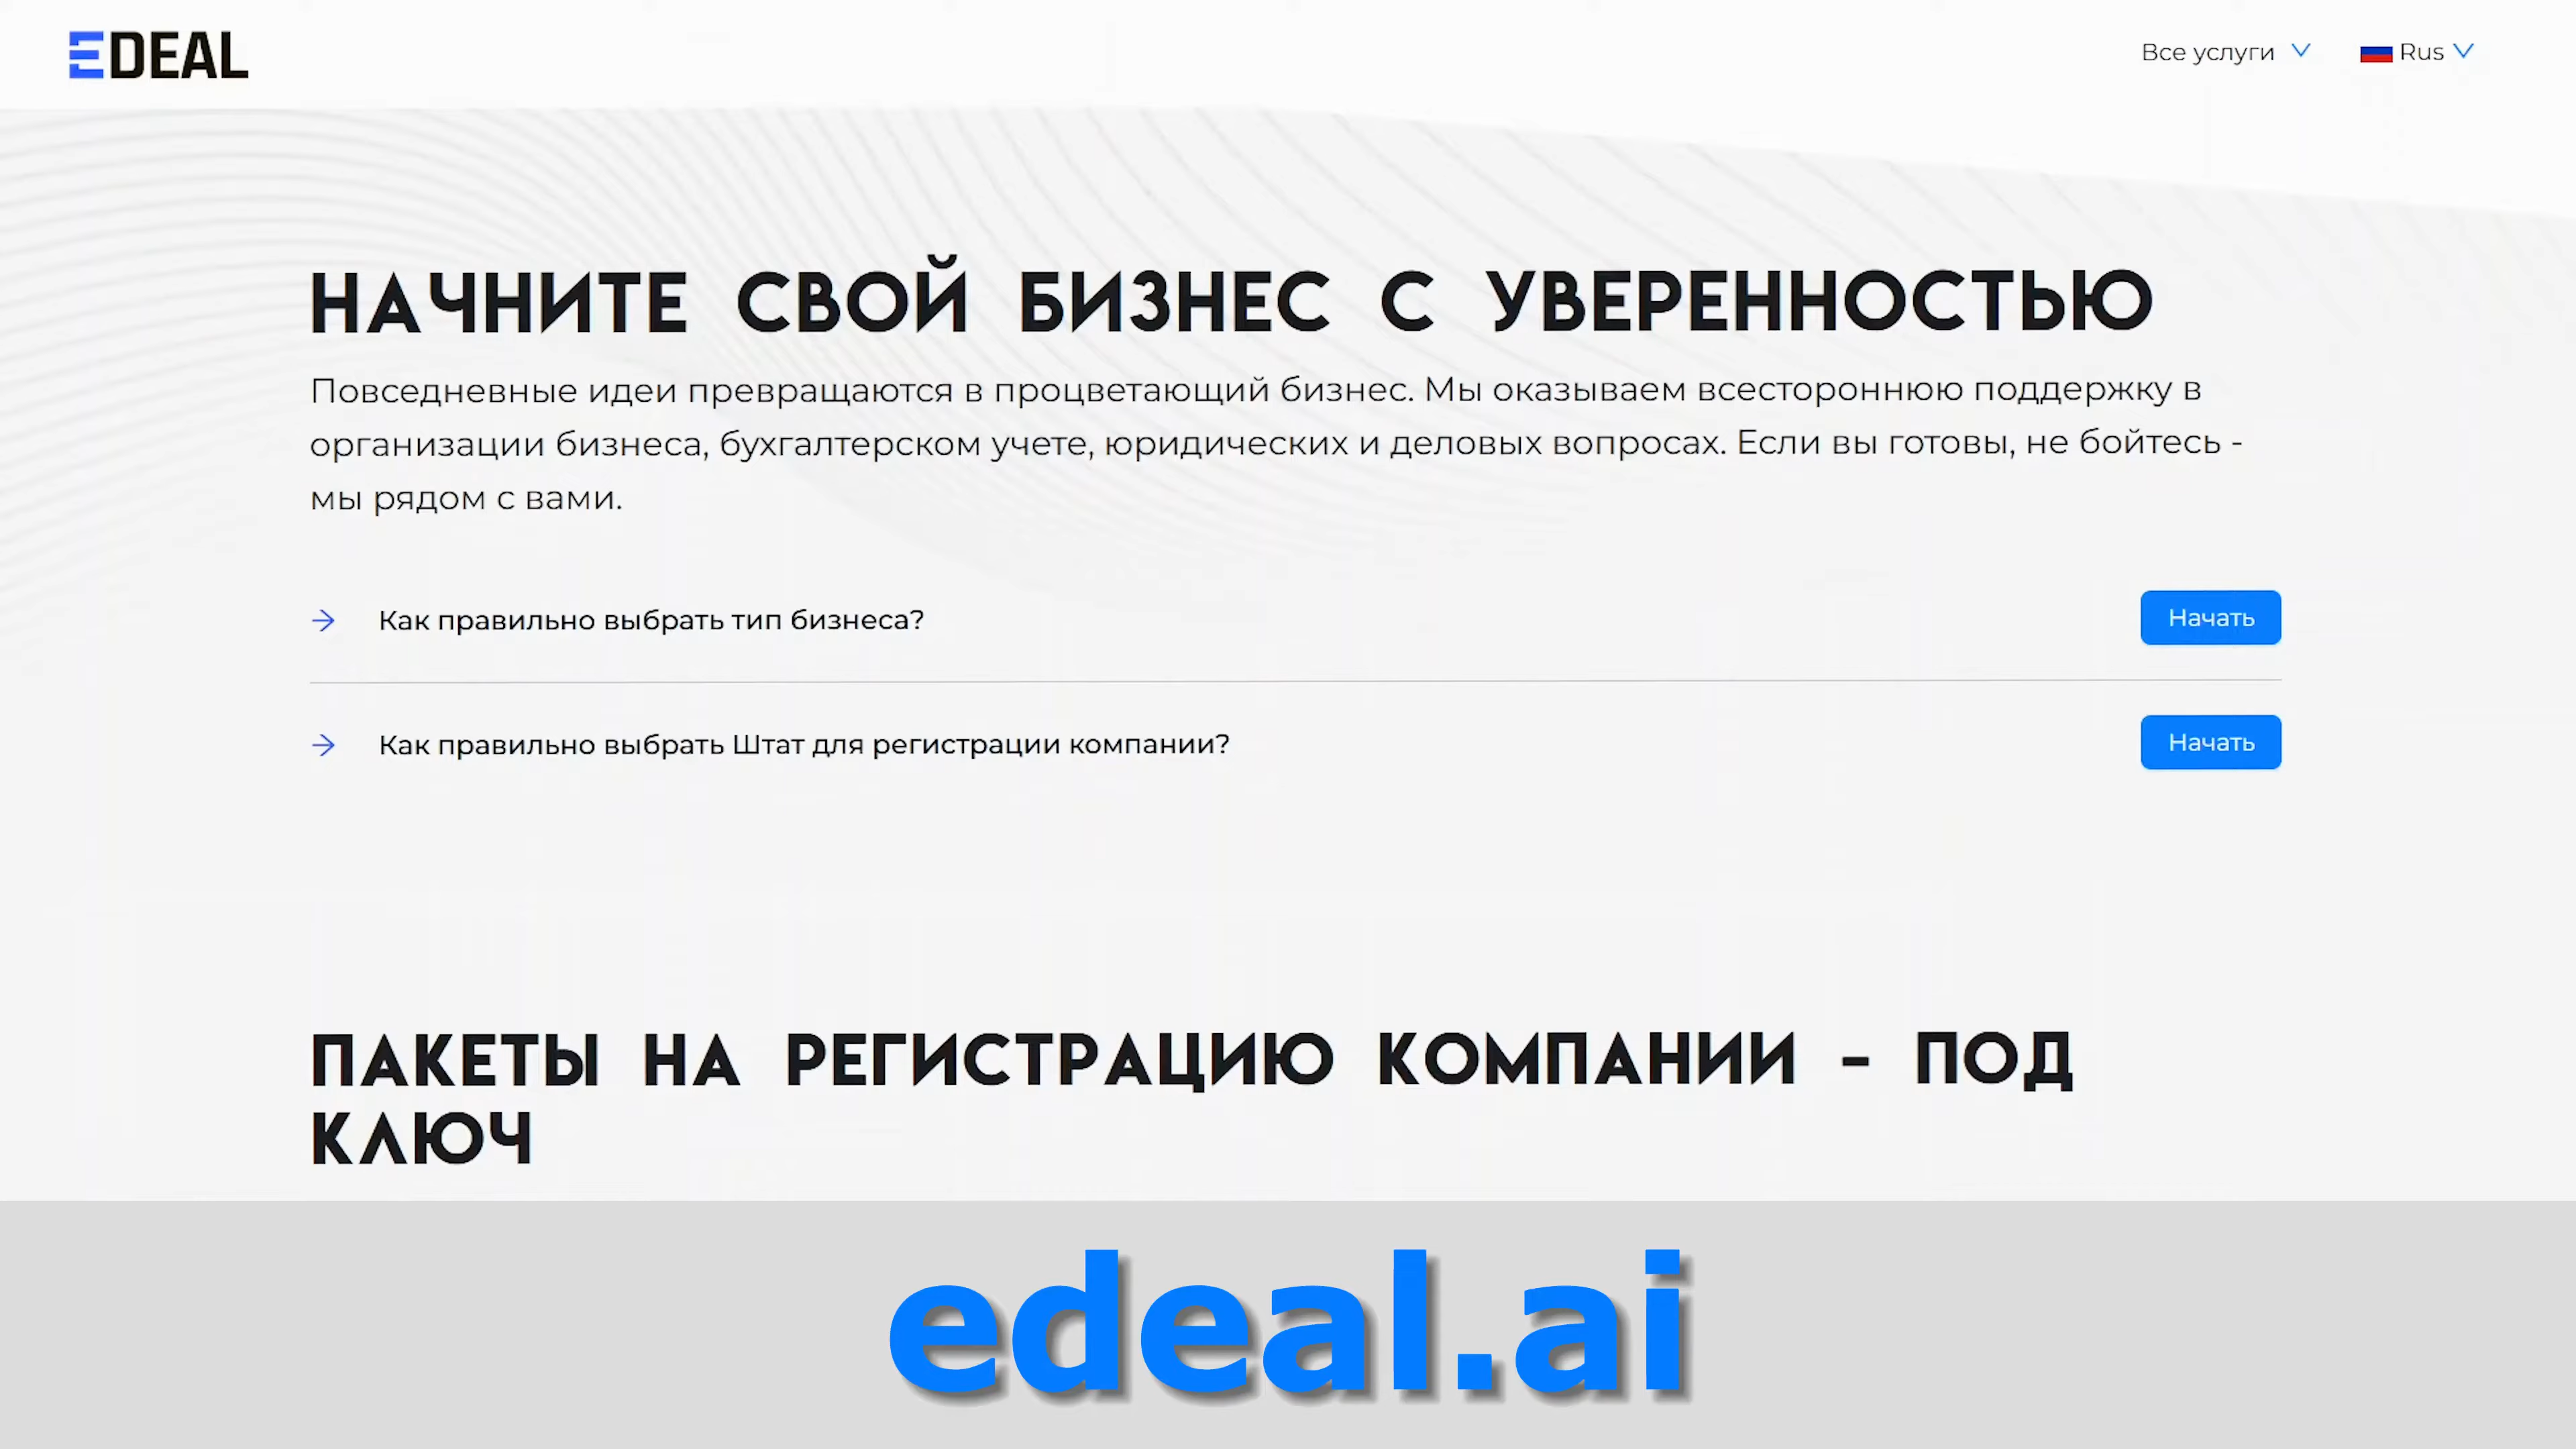 EDEAL
Все услуги
Rus
НАЧНИТЕ СВОЙ БИЗНЕС С УВЕРЕННОСТЬЮ
Повседневные идеи превращаются в процветающий бизнес. Мы оказываем всестороннюю поддержку в
организации бизнеса, бухгалтерском учете, юридических и деловых вопросах. Если вы готовы, не бойтесь -
мы рядом с вами.
Как правильно выбрать тип бизнеса?
Начать
Как правильно выбрать Штат для регистрации компании?
Начать
ПАКЕТЫ НА РЕГИСТРАЦИЮ КОМПАНИИ - ПОД
КЛЮЧ
edeal.ai